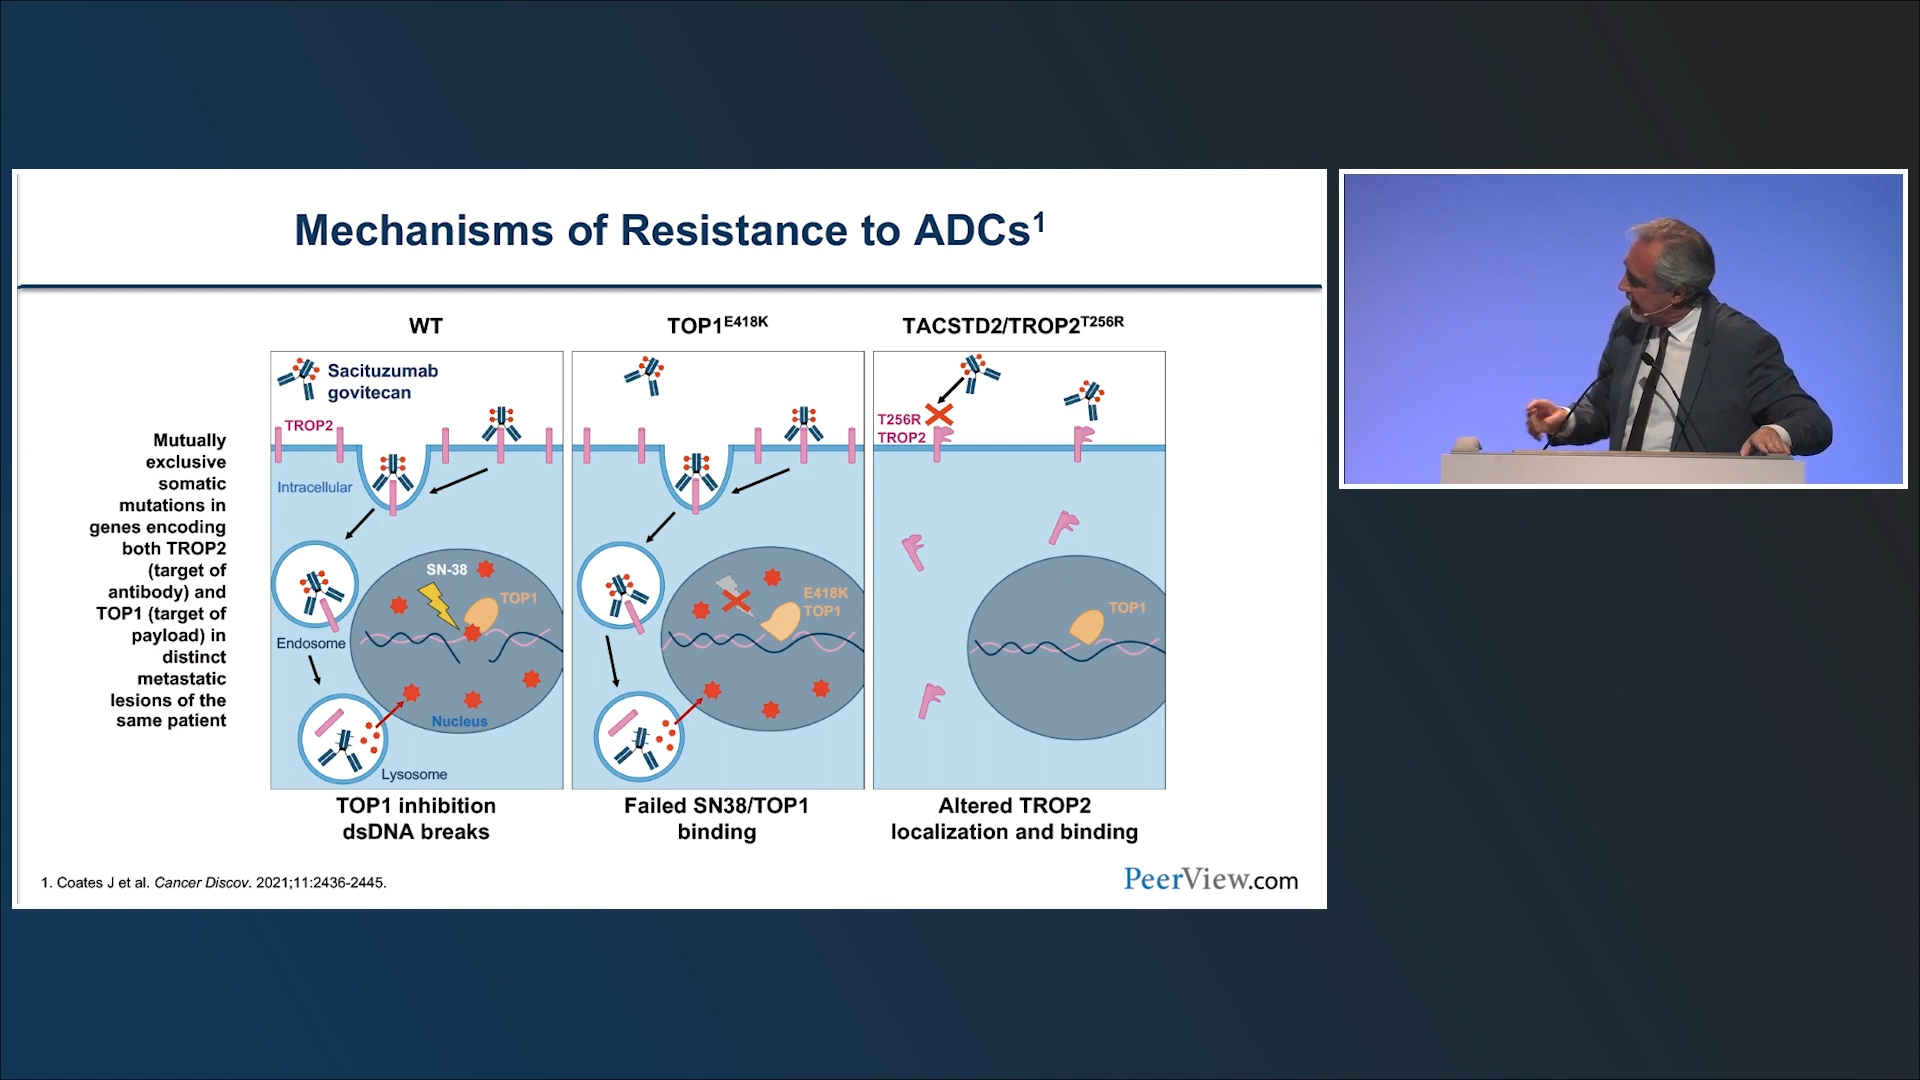 Mechanisms of Resistance to ADCs1
WT
TOP1E418K
TACSTD2/TROP2T256R
Mutually
exclusive
somatic
mutations in
genes encoding
both TROP2
(target of
antibody) and
TOP1 (target of
payload) in
distinct
metastatic
lesions of the
same patient
Sacituzumab
govitecan
TROP2
Intracellular
Endosome
SN-38
TOP1
Nucleus
Lysosome
E418K
TOP1
T256R
TROP2
TOP1
TOP1 inhibition
dsDNA breaks
Failed SN38/TOP1
binding
Altered TROP2
localization and binding
1. Coates J et al. Cancer Discov. 2021;11:2436-2445.
PeerView.com